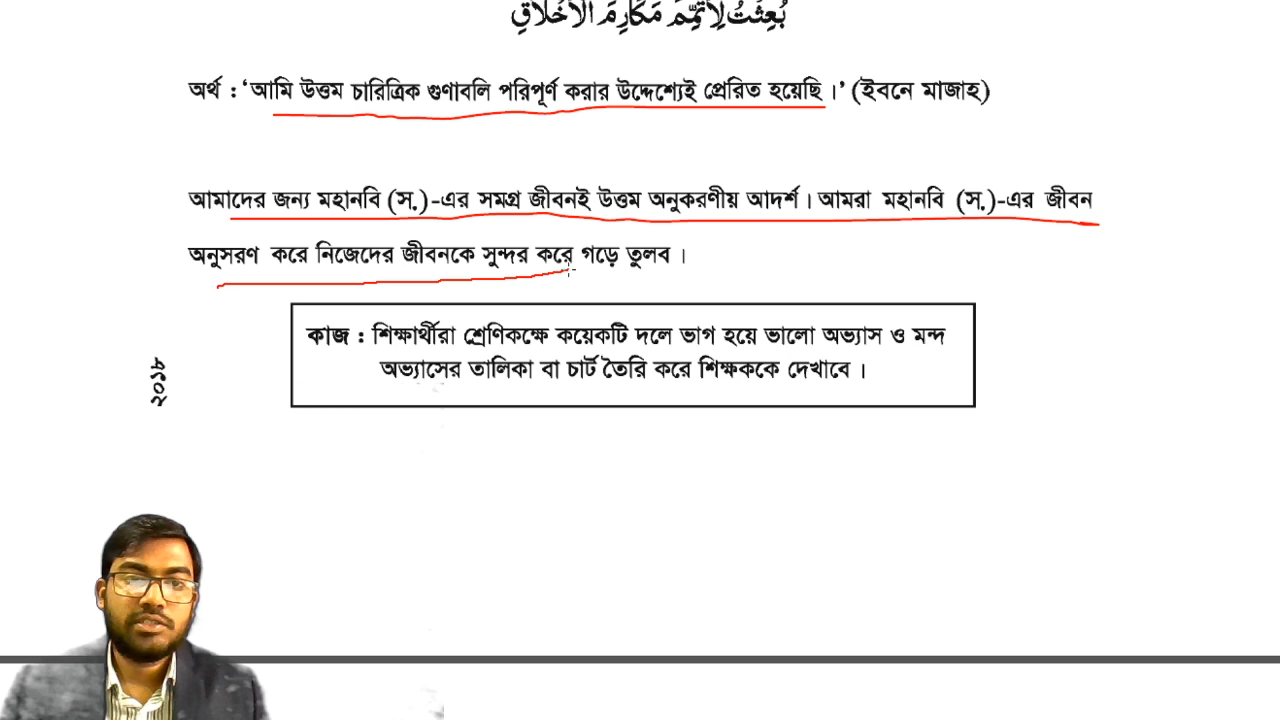 بُعِثْتُ لِأُتَمِّمَ مَكَارِمَ الْأَخْلَاقِ
অর্থ : ‘আমি উত্তম চারিত্রিক গুণাবলি পরিপূর্ণ করার উদ্দেশ্যেই প্রেরিত হয়েছি।’ (ইবনে মাজাহ)
আমাদের জন্য মহানবি (স.)-এর সমগ্র জীবনই উত্তম অনুকরণীয় আদর্শ। আমরা মহানবি (স.)-এর জীবন
অনুসরণ করে নিজেদের জীবনকে সুন্দর করে গড়ে তুলব।
কাজ : শিক্ষার্থীরা শ্রেণিকক্ষে কয়েকটি দলে ভাগ হয়ে ভালো অভ্যাস ও মন্দ
অভ্যাসের তালিকা বা চার্ট তৈরি করে শিক্ষককে দেখাবে।
২০১৮